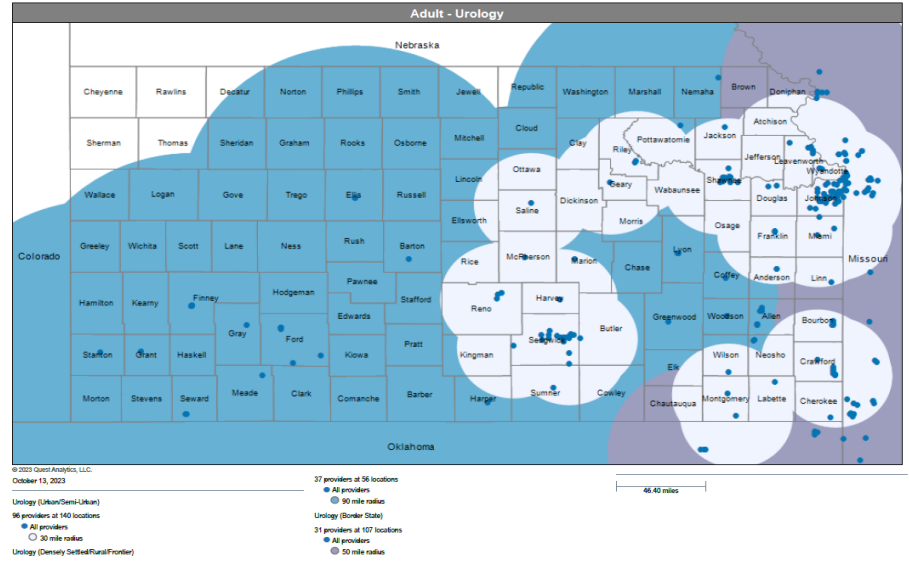 Adult - Urology
Nebraska
Cheyenne Rawlins Decatur Norton Phillips Smith Jewell Republic Washington Marshall Nemaha Brown Doniphan
Atchison
Sherman Thomas Sheridan Graham Rooks Osborne Mitchell Cloud Clay Riley Pottawatomie Jackson
Jefferson Leavenworth
Wyandotte
Wallace Logan Gove Trego Ellis Russell Lincoln Ottawa Geary Wabaunsee Shawnee Douglas Johnson
Saline Dickinson Morris Osage
Colorado Greeley Wichita Scott Lane Ness Rush Barton Ellsworth Lyon Franklin Miami
Missouri
Rice McPherson Marion Chase Coffey Anderson Linn
Hamilton Kearny Finney Hodgeman Pawnee Stafford Reno Harvey
Gray Ford Edwards Pratt Sedgwick Butler Greenwood Woodson Allen Bourbon
Stanton Grant Haskell Kiowa Kingman Elk Wilson Neosho Crawford
Morton Stevens Seward Meade Clark Comanche Barber Harper Sumner Cowley Chautauqua Montgomery Labette Cherokee
Oklahoma
© 2023 Quest Analytics, LLC.
October 13, 2023
Urology (Urban/Semi-Urban)
96 providers at 140 locations
All providers
30 mile radius
Urology (Densely Settled/Rural/Frontier)
37 providers at 56 locations
All providers
90 mile radius
Urology (Border State)
31 providers at 107 locations
All providers
50 mile radius
46.40 miles